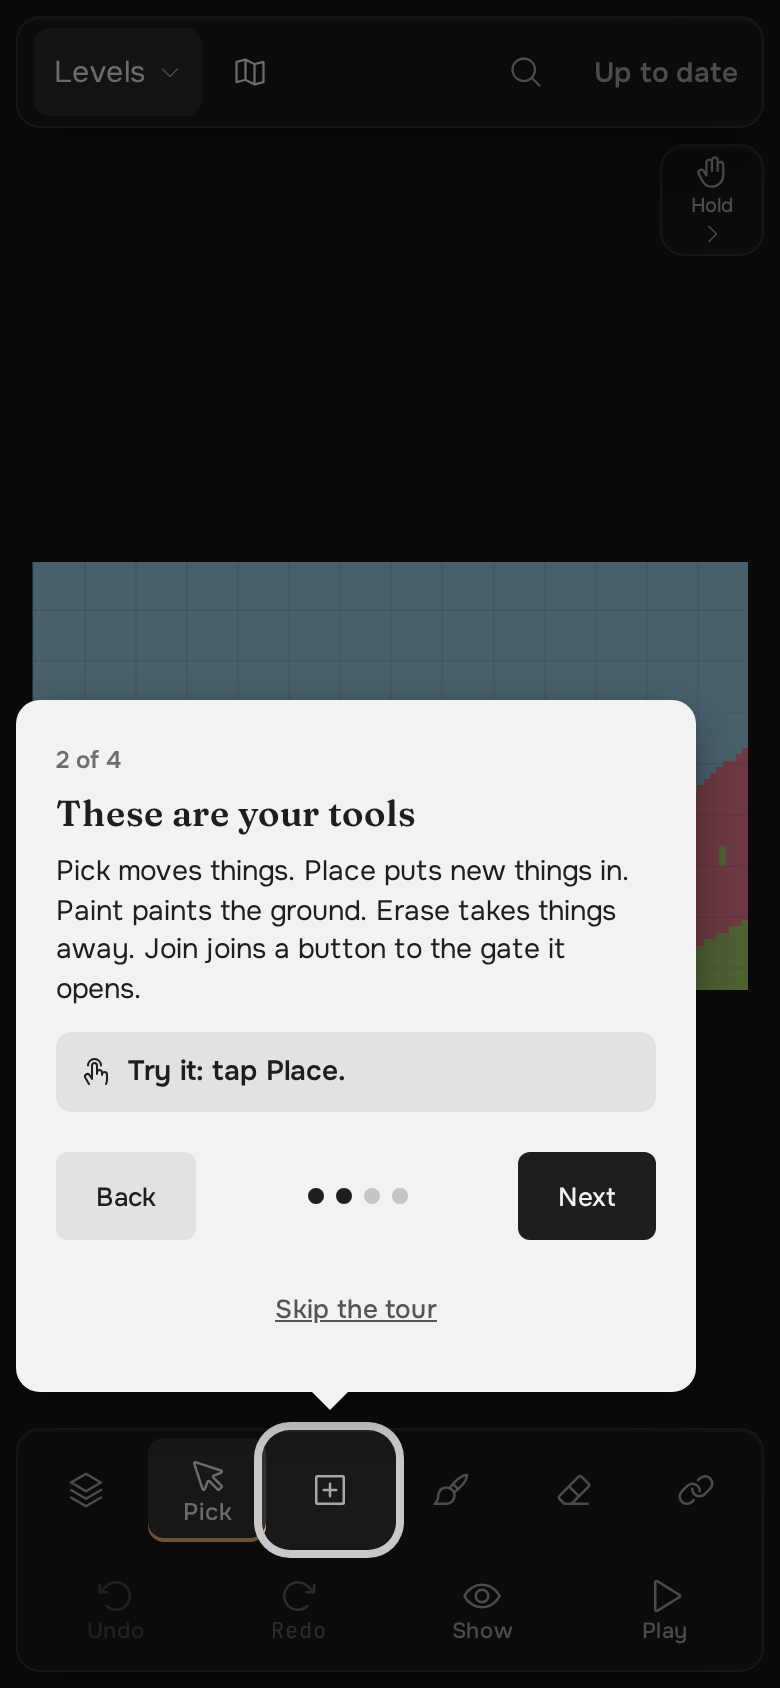 Levels
Up to date
Hold
2 of 4
These are your tools
Pick moves things. Place puts new things in.
Paint paints the ground. Erase takes things
away. Join joins a button to the gate it
opens.
Try it: tap Place.
Back
Next
Skip the tour
Pick
Undo
Redo
Show
Play